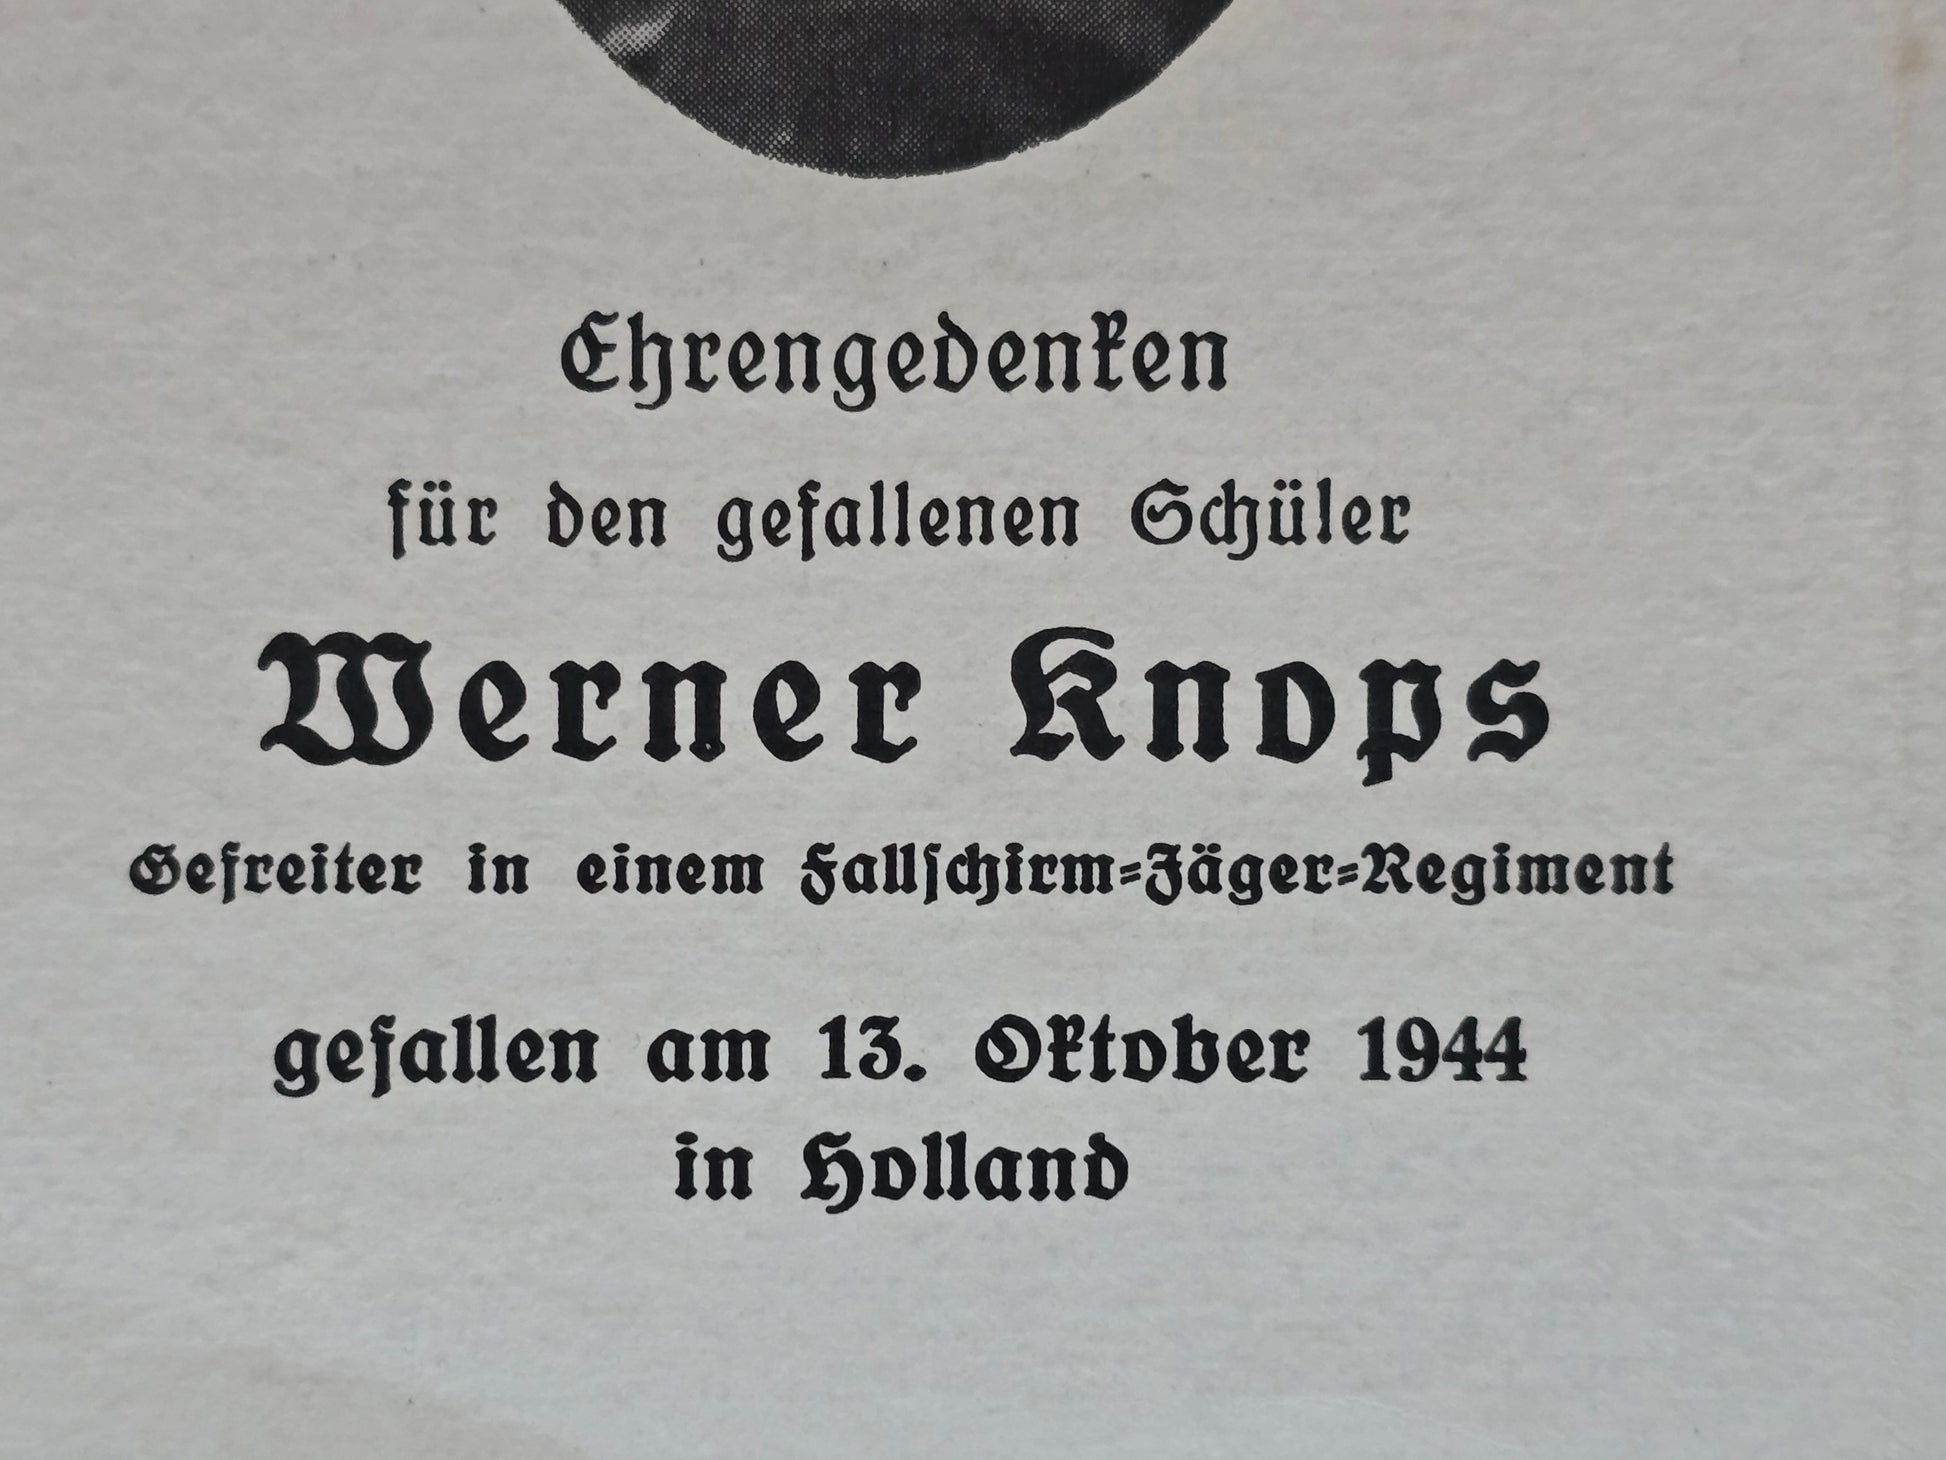 Ehrengedenken
für den gefallenen Schüler
Werner Knops
Gefreiter in einem Fallſchirm=Jäger=Regiment
gefallen am 13. Oktober 1944
in Holland